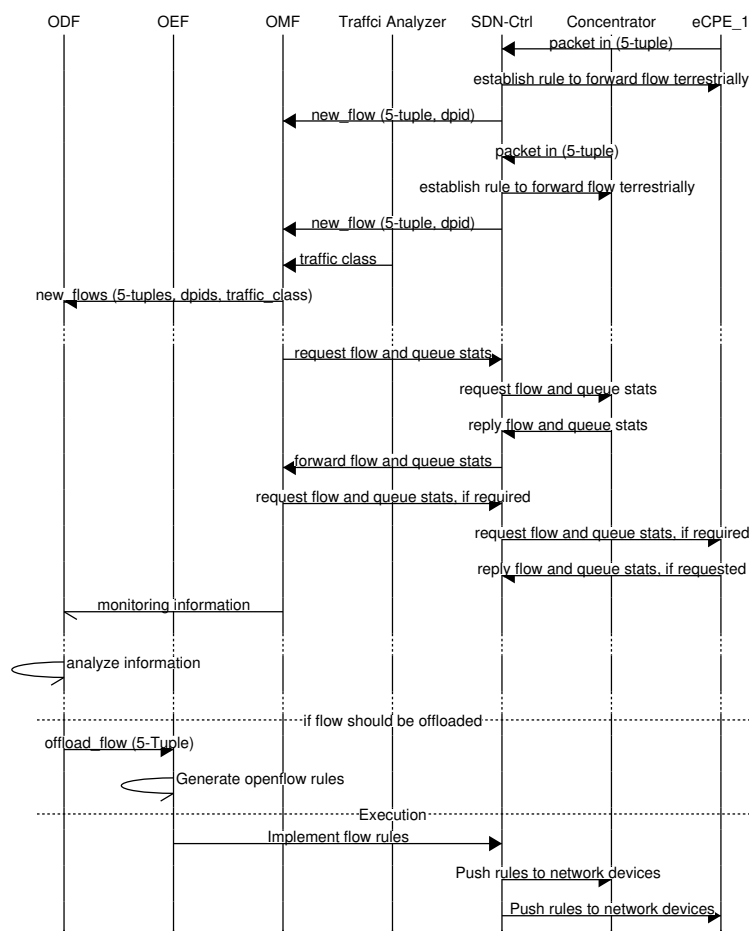 ODF OEF OMF Traffci Analyzer SDN-Ctrl Concentrator eCPE_1
packet in (5-tuple)
establish rule to forward flow terrestrially
new_flow (5-tuple, dpid)
packet in (5-tuple)
establish rule to forward flow terrestrially
new_flow (5-tuple, dpid)
traffic class
new_flows (5-tuples, dpids, traffic_class)
request flow and queue stats
request flow and queue stats
reply flow and queue stats
forward flow and queue stats
request flow and queue stats, if required
request flow and queue stats, if required
reply flow and queue stats, if requested
monitoring information
analyze information
if flow should be offloaded
offload_flow (5-Tuple)
Generate openflow rules
Execution
Implement flow rules
Push rules to network devices
Push rules to network devices